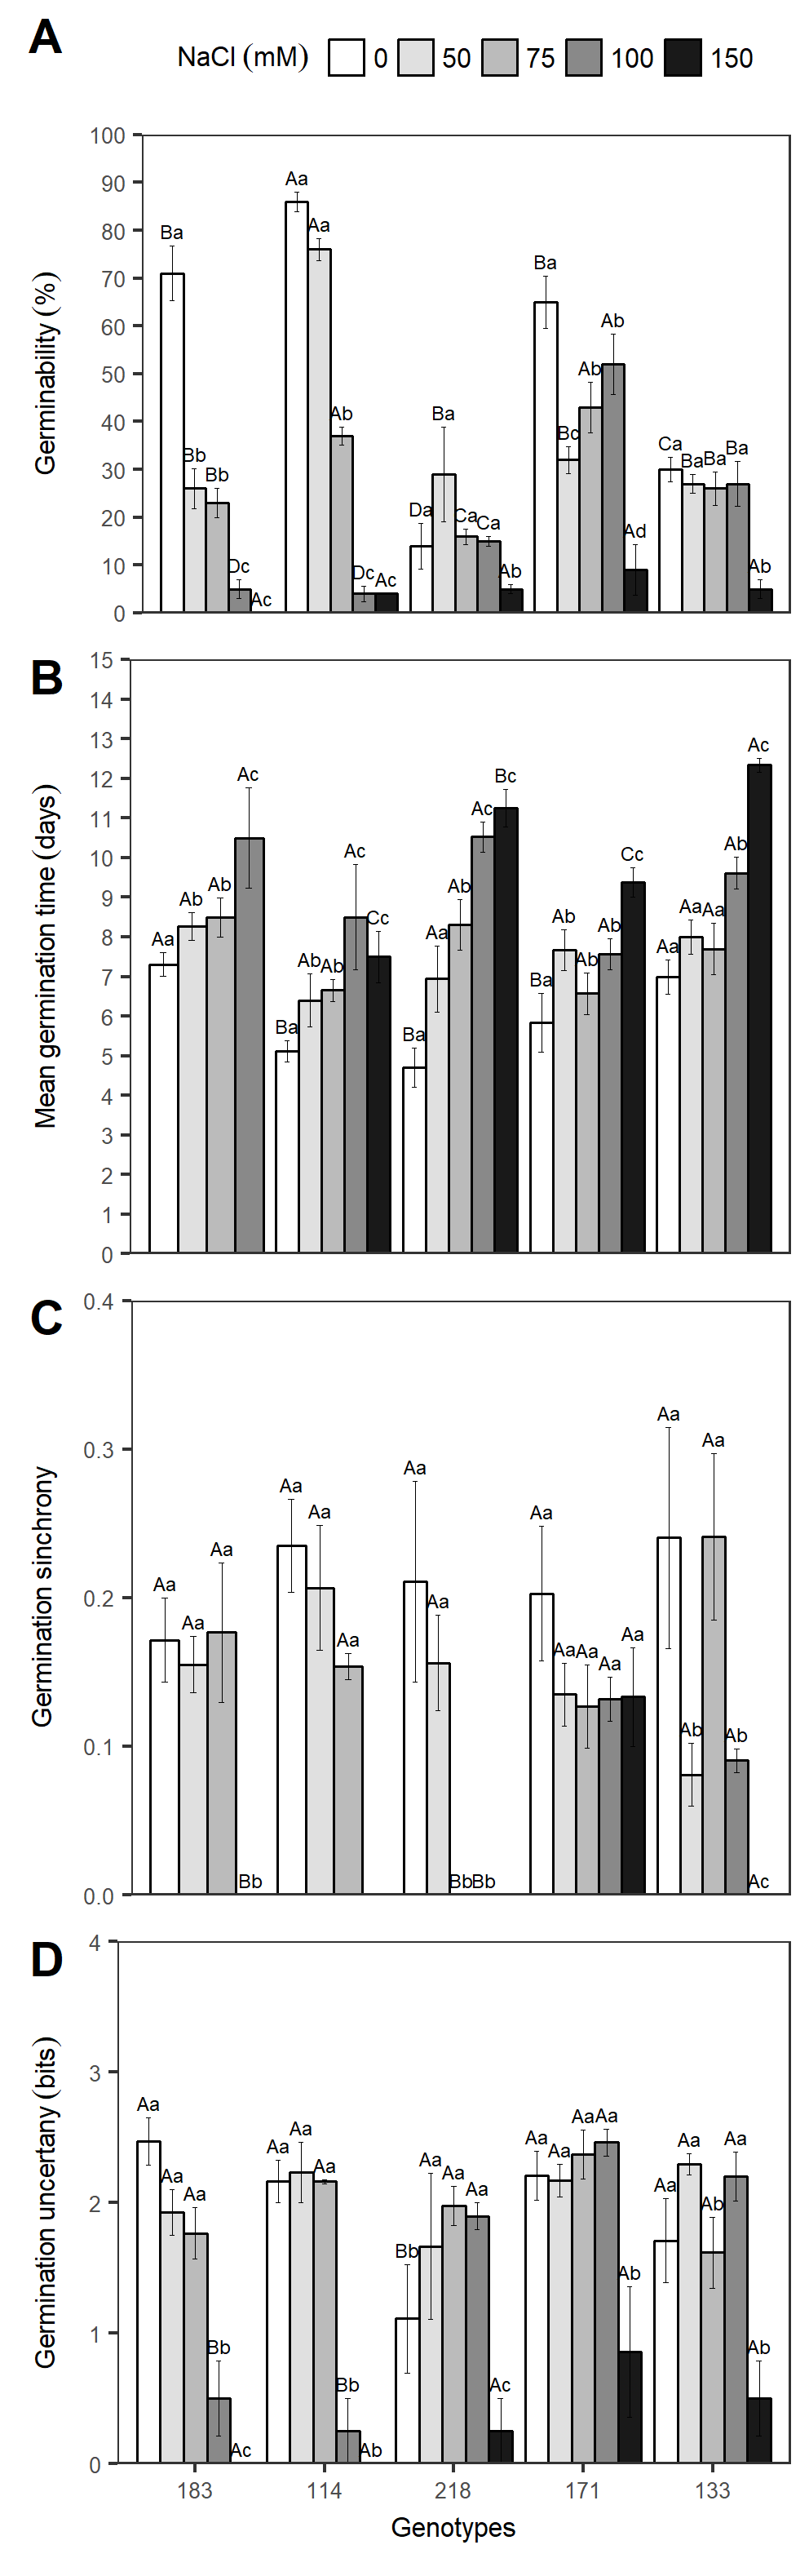 A
NaCl (mM) 0 50 75 100 150
Germinability (%)
100
90
80
70
60
50
40
30
20
10
0
Ba Bb Bb Dc Ac
Aa Aa Ab Dc Ac
Da Ba Ca Ca Ab
Ba Bc Ab Ab Ad
Ca Ba Ba Ba Ab
B
Mean germination time (days)
15
14
13
12
11
10
9
8
7
6
5
4
3
2
1
0
Aa Ab Ab Ac
Ba Ab Ab Ac Cc
Ba Aa Ab Ac Bc
Ba Ab Ab Ab Cc
Aa Aa Aa Ab Ac
C
Germination sinchrony
0.4
0.3
0.2
0.1
0.0
Aa Aa Aa Bb
Aa Aa Aa
Aa Aa Bb Bb
Aa Aa Aa Aa Aa
Aa Ab Aa Ab Ac
D
Germination uncertany (bits)
4
3
2
1
0
Aa Aa Aa Bb Ac
Aa Aa Aa Bb Ab
Bb Aa Aa Aa Ac
Aa Aa Aa Aa Ab
Aa Aa Ab Aa Ab
183 114 218 171 133
Genotypes